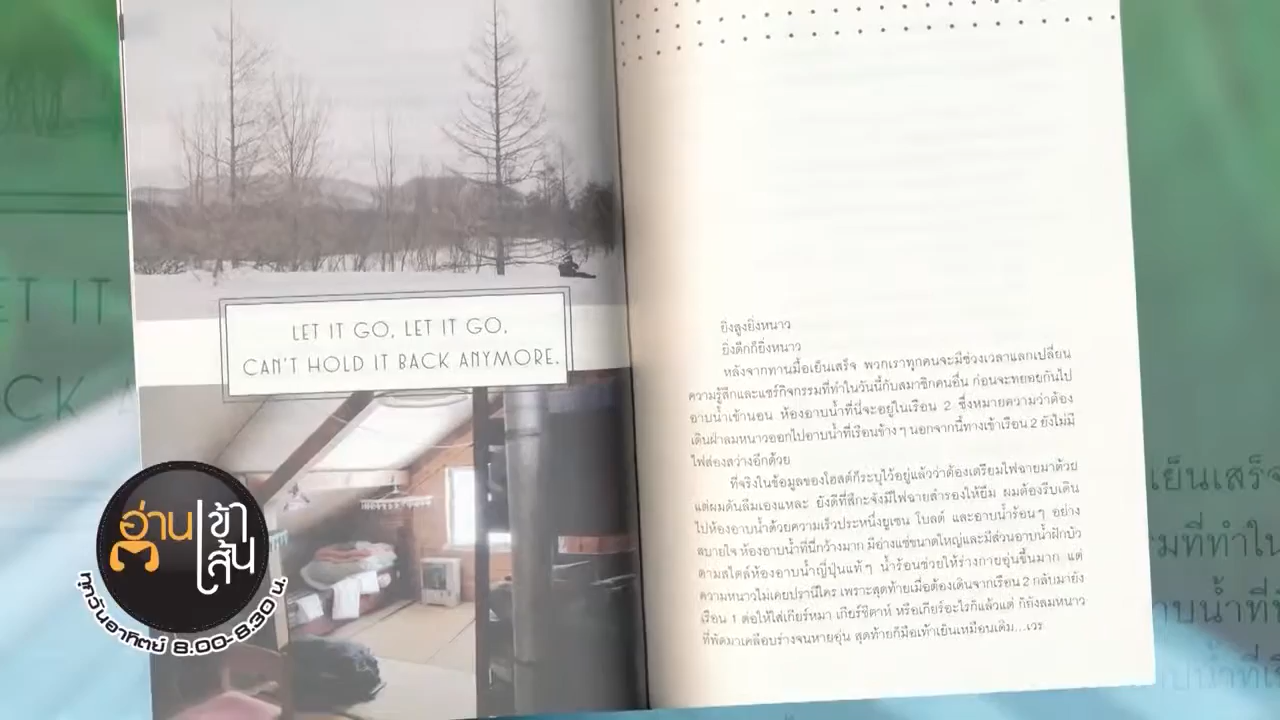 LET IT GO, LET IT GO.
CAN'T HOLD IT BACK ANYMORE.
ยิ่งสูงยิ่งหนาว
ยิ่งดึกก็ยิ่งหนาว
หลังจากทานมื้อเย็นเสร็จ พวกเราทุกคนจะมีช่วงเวลาแลกเปลี่ยน
ความรู้สึกและแชร์กิจกรรมที่ทำในวันนี้กับสมาชิกคนอื่น ก่อนจะทยอยกันไป
อาบน้ำเข้านอน ห้องอาบน้ำที่นี่จะอยู่ในเรือน 2 ซึ่งหมายความว่าต้อง
เดินฝ่าลมหนาวออกไปอาบน้ำที่เรือนข้าง ๆ นอกจากนี้ทางเข้าเรือน 2 ยังไม่มี
ไฟส่องสว่างอีกด้วย
ที่จริงในข้อมูลของโฮสต์ก็ระบุไว้อยู่แล้วว่าต้องเตรียมไฟฉายมาด้วย
แต่ผมดันลืมเองแหละ ยังดีที่สึกะจังมีไฟฉายสำรองให้ยืม ผมต้องรีบเดิน
ไปห้องอาบน้ำด้วยความเร็วประหนึ่งยูเซน โบลต์ และอาบน้ำร้อน ๆ อย่าง
สบายใจ ห้องอาบน้ำที่นี่กว้างมาก มีอ่างแช่ขนาดใหญ่และมีส่วนอาบน้ำฝักบัว
ตามสไตล์ห้องอาบน้ำญี่ปุ่นแท้ ๆ น้ำร้อนช่วยให้ร่างกายอุ่นขึ้นมาก แต่
ความหนาวไม่เคยปรานีใคร เพราะสุดท้ายเมื่อต้องเดินจากเรือน 2 กลับมายัง
เรือน 1 ต่อให้ใส่เกียร์หมา เกียร์ชีตาห์ หรือเกียร์อะไรก็แล้วแต่ ก็ยังลมหนาว
ที่พัดมาเคลือบร่างจนหายอุ่น สุดท้ายก็มือเท้าเย็นเหมือนเดิม...เวร
อ่านเข้าเส้น
ทุกวันอาทิตย์ 8.00-8.30 น.